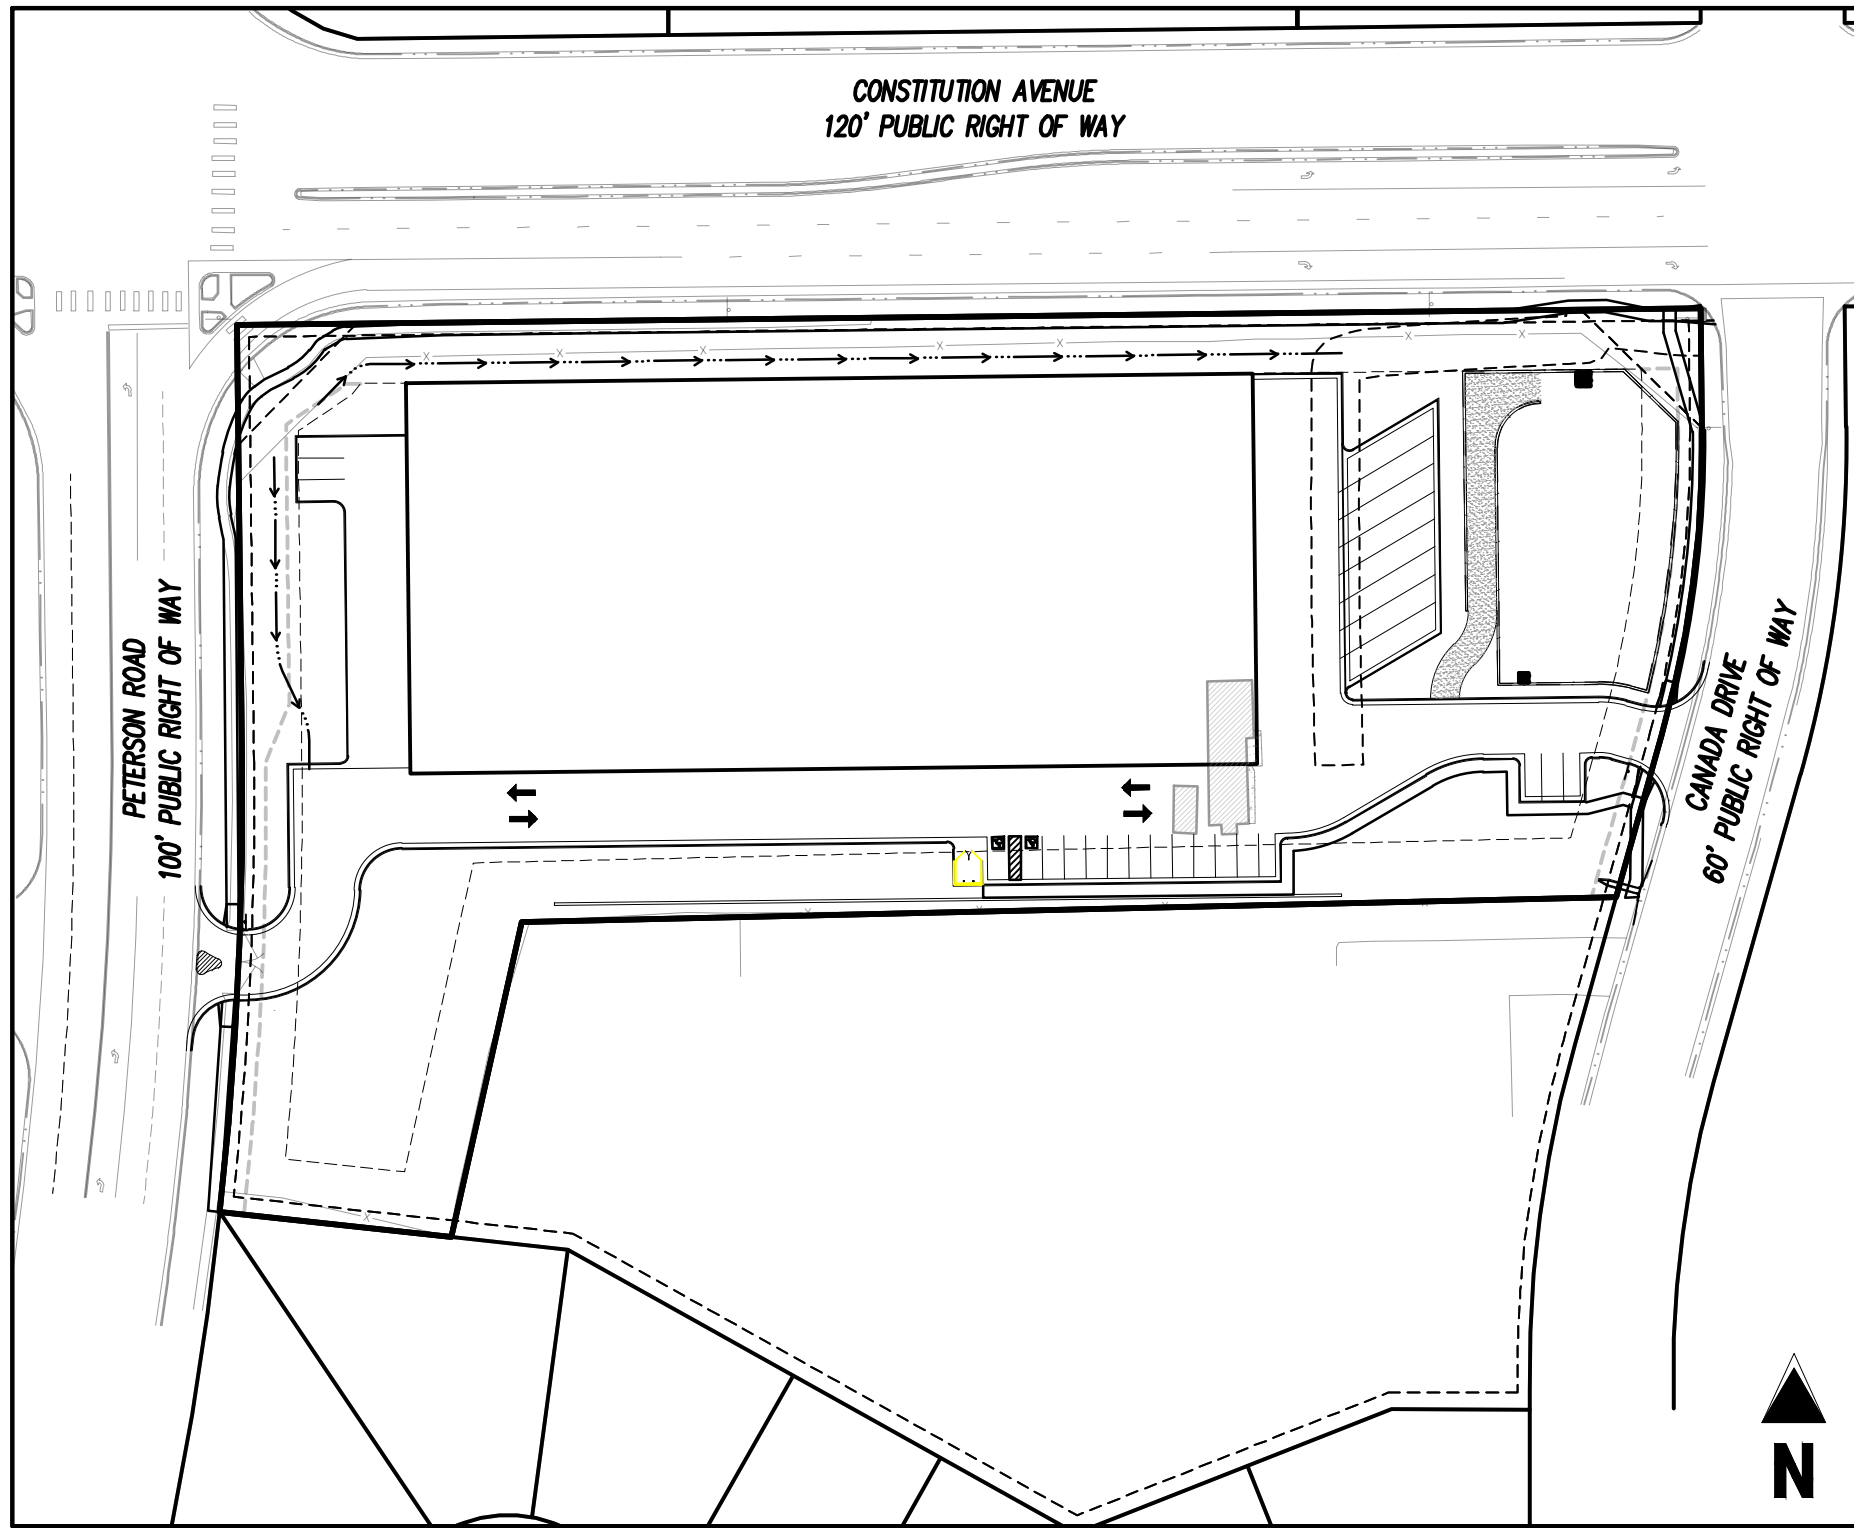 CONSTITUTION AVENUE
120' PUBLIC RIGHT OF WAY
PETERSON ROAD
100' PUBLIC RIGHT OF WAY
CANADA DRIVE
60' PUBLIC RIGHT OF WAY
N